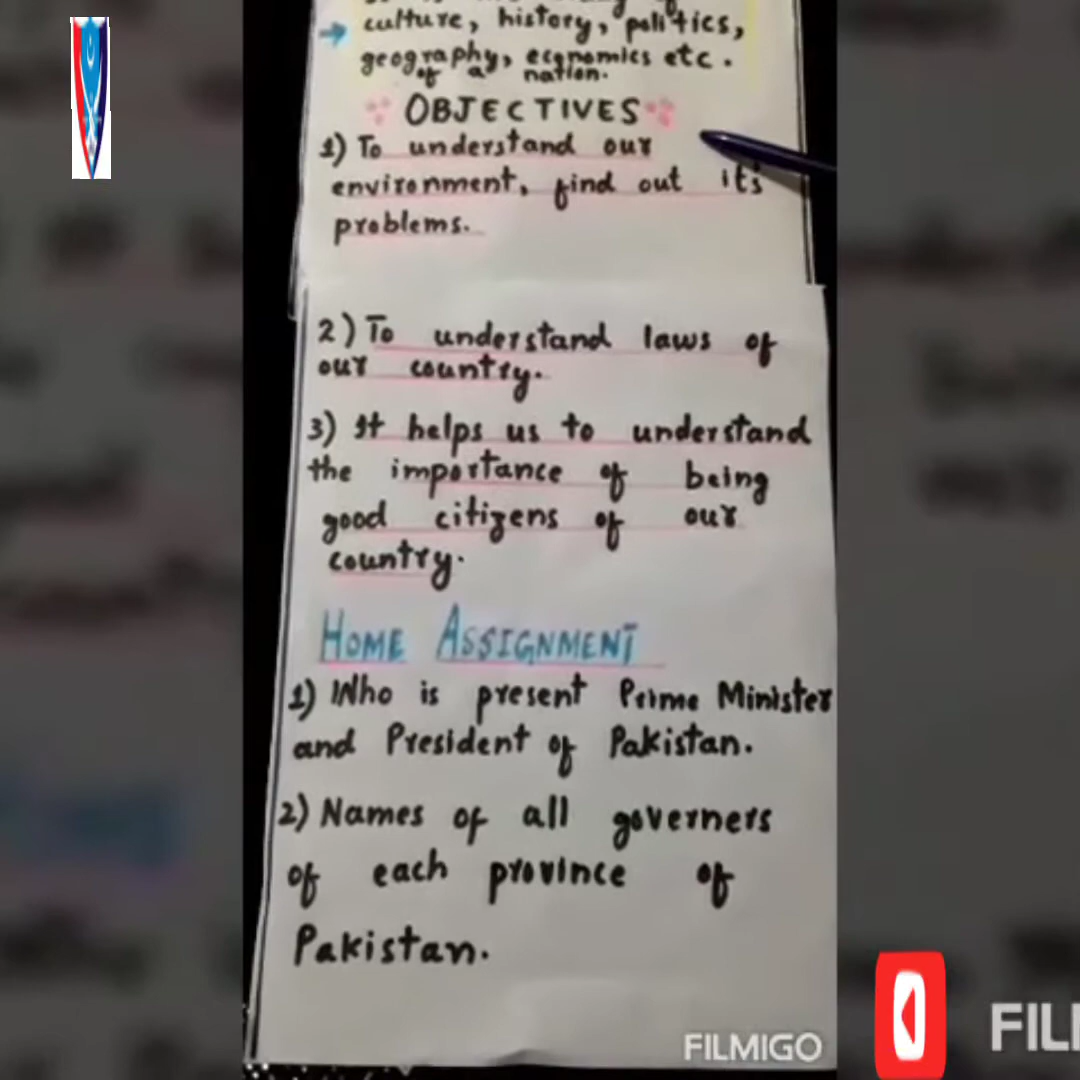 culture, history, politics,
geography, economics etc.
of a nation.
OBJECTIVES
1) To understand our
environment, find out it's
problems.
2) To understand laws of
our country.
3) It helps us to understand
the importance of being
good citizens of our
country.
HOME ASSIGNMENT
1) Who is present Prime Minister
and President of Pakistan.
2) Names of all governers
of each province of
Pakistan.
FILMIGO